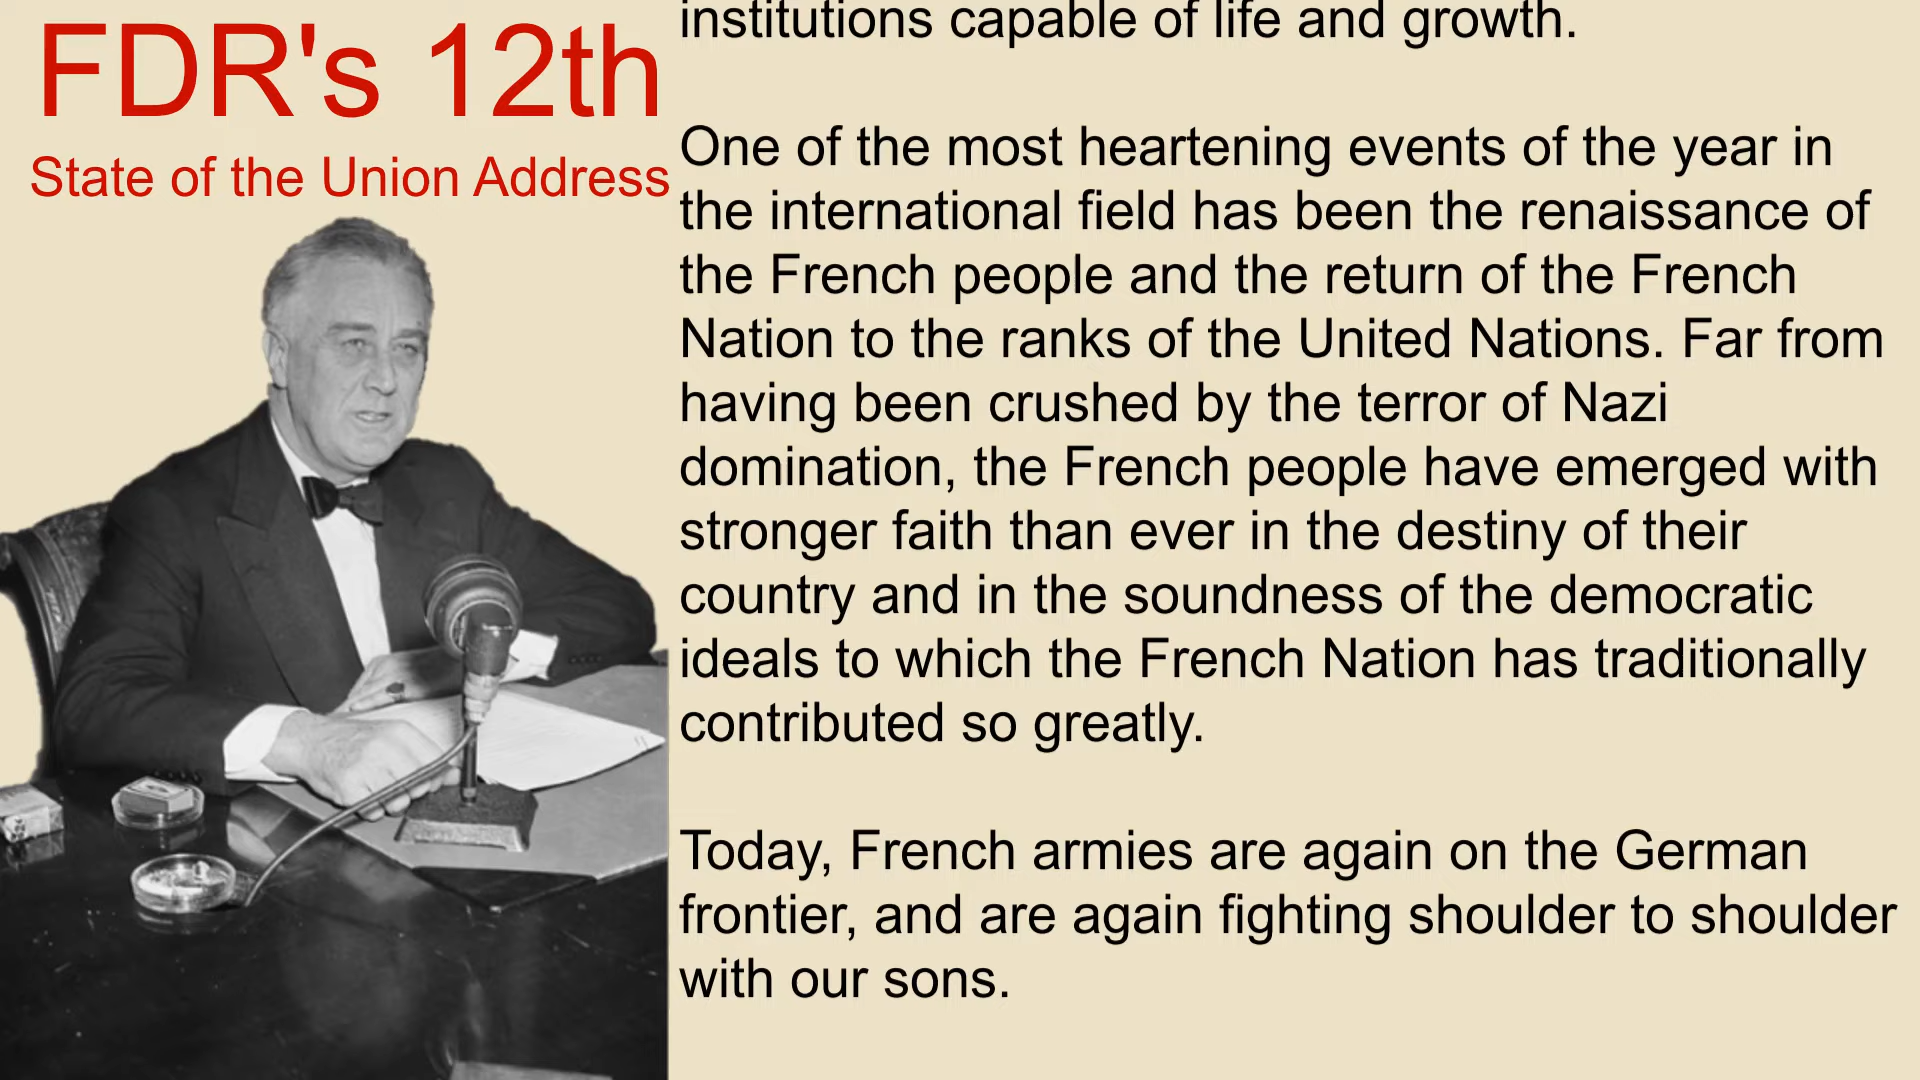 FDR's 12th
State of the Union Address
institutions capable of life and growth.
One of the most heartening events of the year in
the international field has been the renaissance of
the French people and the return of the French
Nation to the ranks of the United Nations. Far from
having been crushed by the terror of Nazi
domination, the French people have emerged with
stronger faith than ever in the destiny of their
country and in the soundness of the democratic
ideals to which the French Nation has traditionally
contributed so greatly.
Today, French armies are again on the German
frontier, and are again fighting shoulder to shoulder
with our sons.